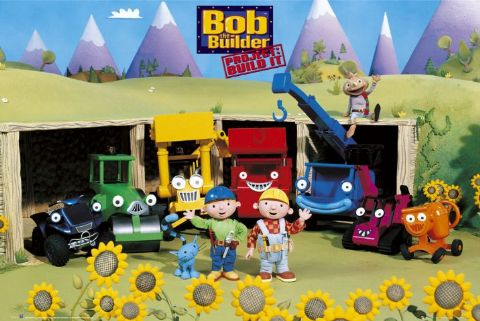 Bob
the
Builder
PROJECT:
BUILD IT